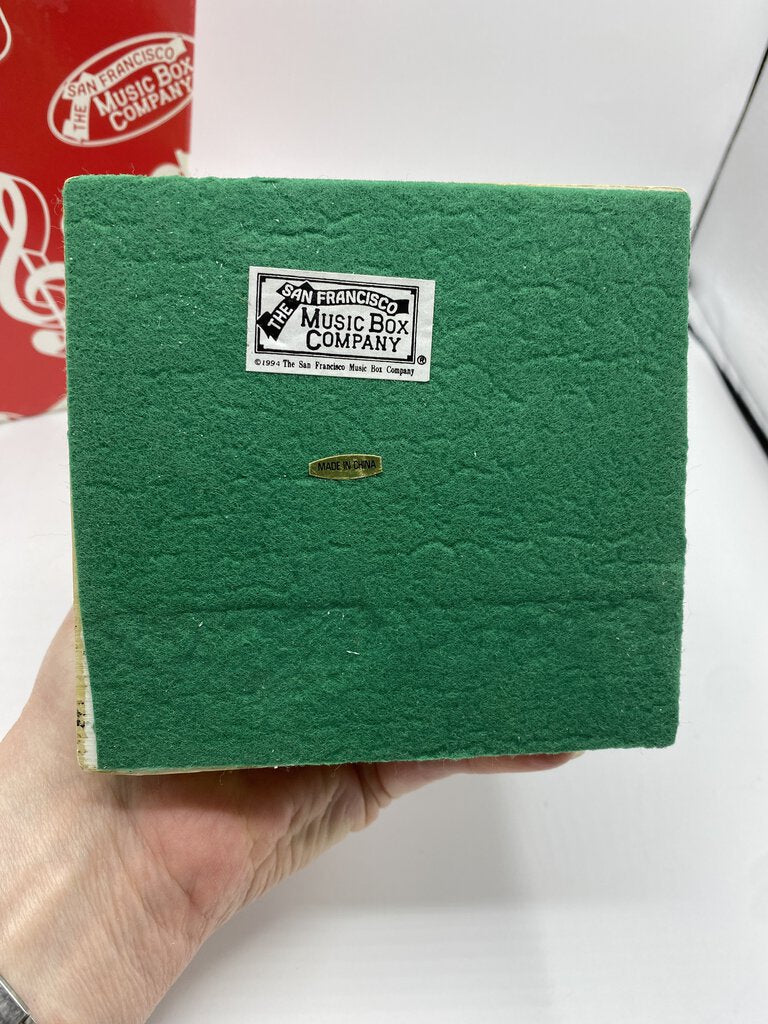 THE SAN FRANCISCO
MUSIC BOX
COMPANY
THE SAN FRANCISCO
MUSIC BOX
COMPANY ®
©1994 The San Francisco Music Box Company
MADE IN CHINA